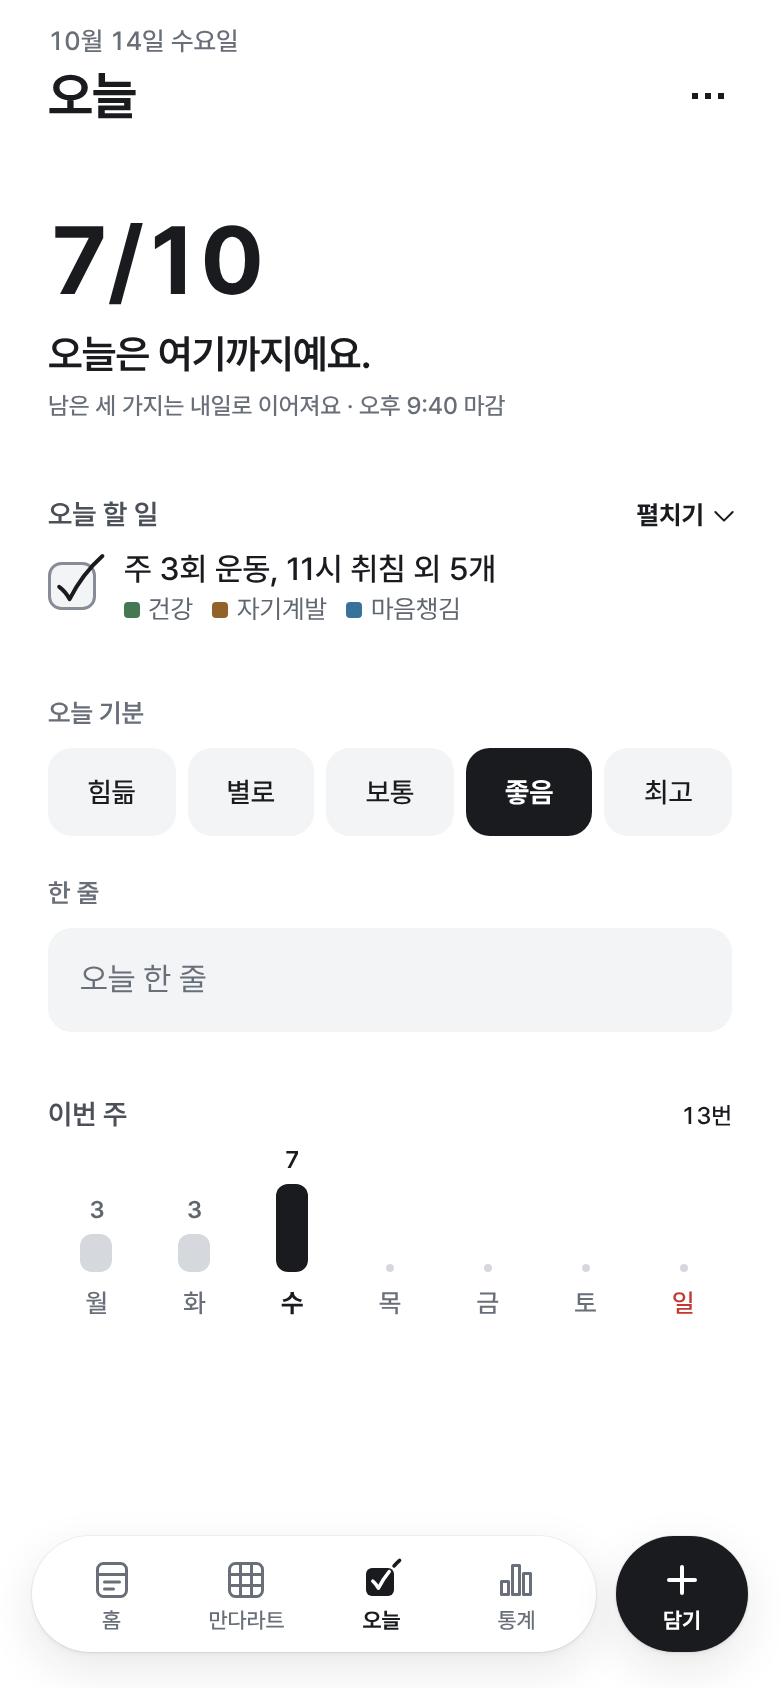 10월 14일 수요일
오늘
7/10
오늘은 여기까지예요.
남은 세 가지는 내일로 이어져요 · 오후 9:40 마감
오늘 할 일
펼치기
주 3회 운동, 11시 취침 외 5개
건강 자기계발 마음챙김
오늘 기분
힘듦 별로 보통 좋음 최고
한 줄
오늘 한 줄
이번 주
13번
3 3 7
월 화 수 목 금 토 일
홈 만다라트 오늘 통계 담기